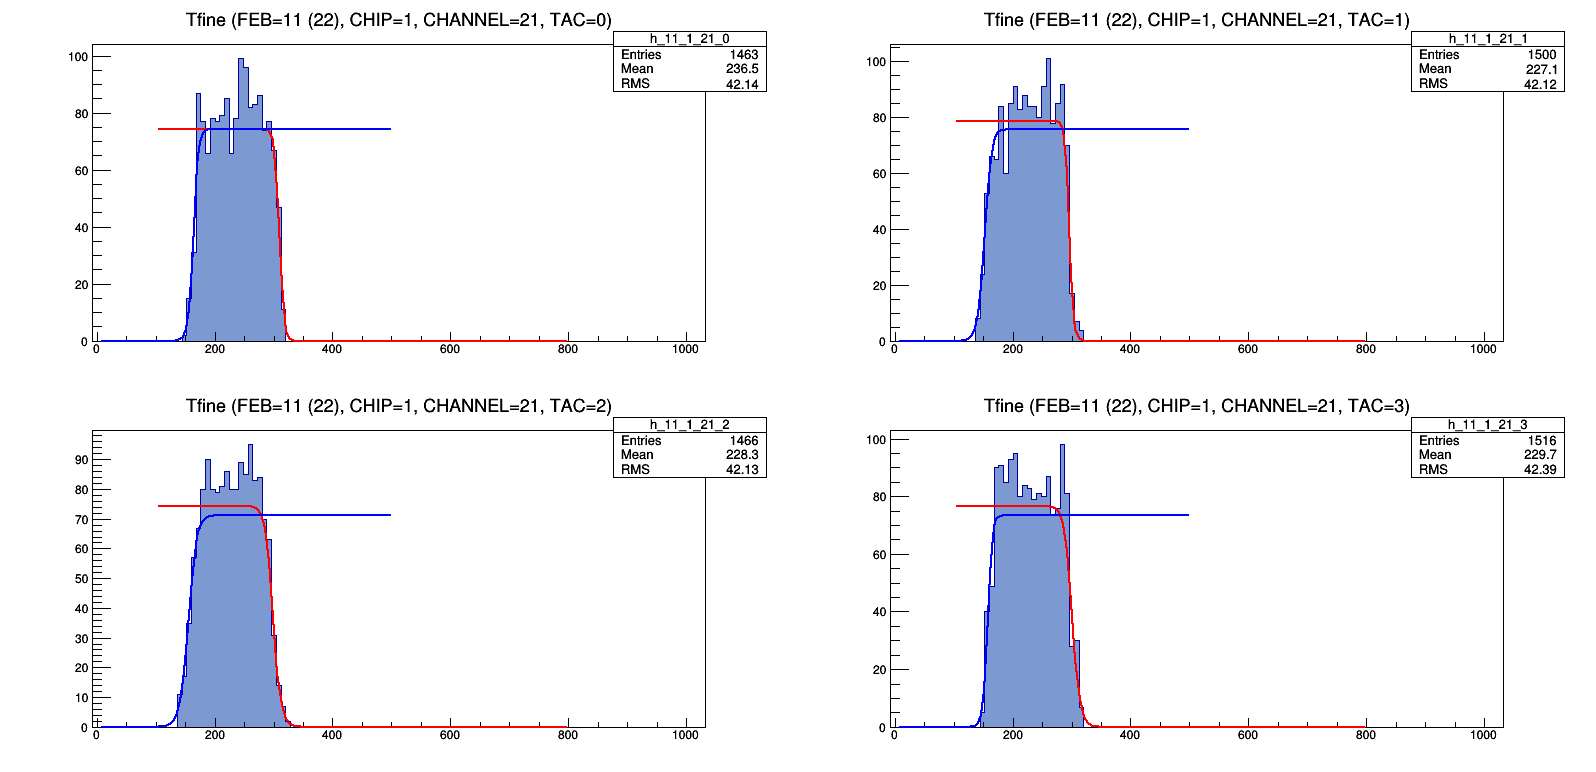 Tfine (FEB=11 (22), CHIP=1, CHANNEL=21, TAC=0)
h_11_1_21_0
Entries 1463
Mean 236.5
RMS 42.14
100
80
60
40
20
0
0 200 400 600 800 1000
Tfine (FEB=11 (22), CHIP=1, CHANNEL=21, TAC=1)
h_11_1_21_1
Entries 1500
Mean 227.1
RMS 42.12
100
80
60
40
20
0
0 200 400 600 800 1000
Tfine (FEB=11 (22), CHIP=1, CHANNEL=21, TAC=2)
h_11_1_21_2
Entries 1466
Mean 228.3
RMS 42.13
90
80
70
60
50
40
30
20
10
0
0 200 400 600 800 1000
Tfine (FEB=11 (22), CHIP=1, CHANNEL=21, TAC=3)
h_11_1_21_3
Entries 1516
Mean 229.7
RMS 42.39
100
80
60
40
20
0
0 200 400 600 800 1000